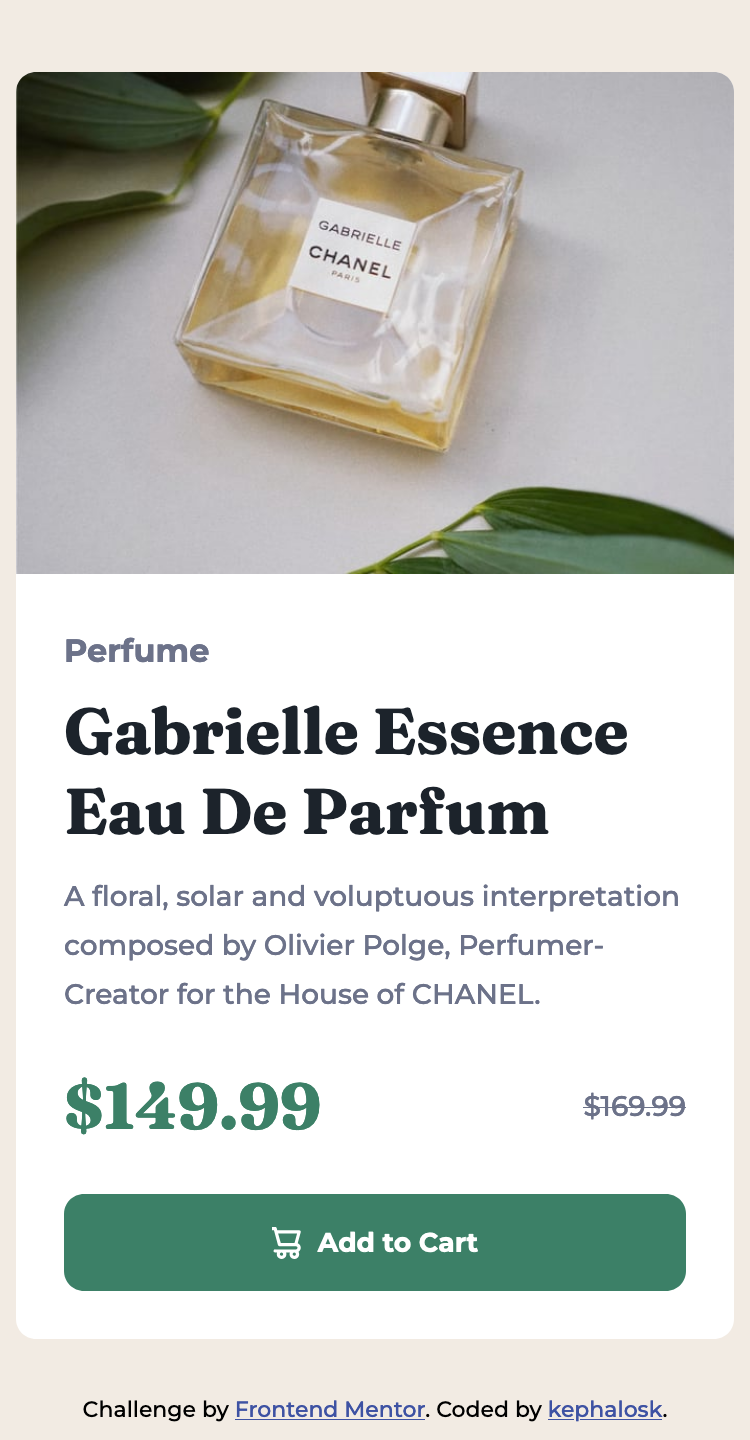 GABRIELLE
CHANEL
PARIS
Perfume
Gabrielle Essence
Eau De Parfum
A floral, solar and voluptuous interpretation
composed by Olivier Polge, Perfumer-
Creator for the House of CHANEL.
$149.99 $169.99
Add to Cart
Challenge by Frontend Mentor. Coded by kephalosk.